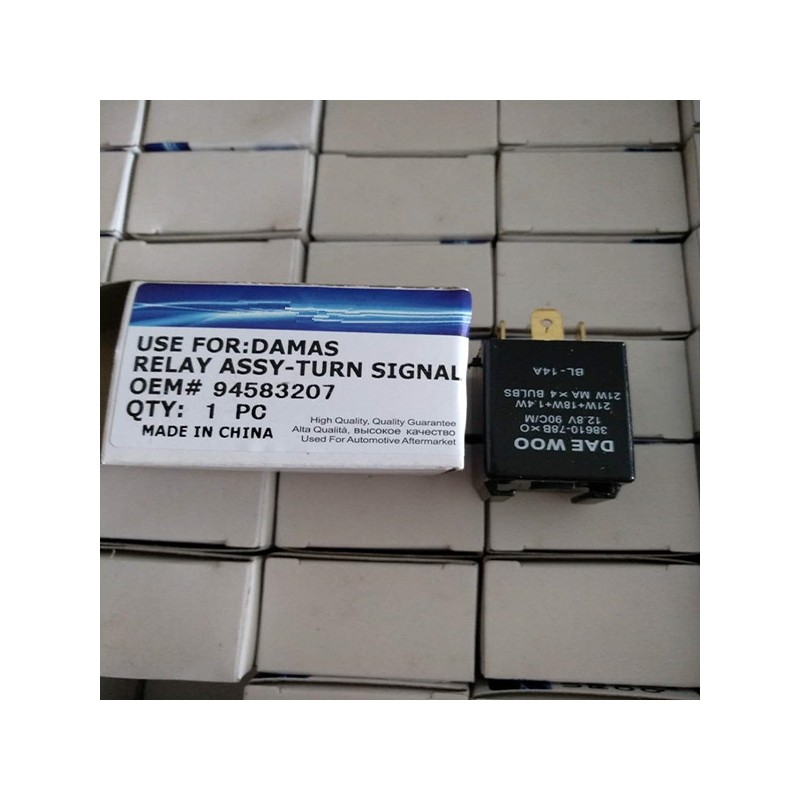 USE FOR:DAMAS
RELAY ASSY-TURN SIGNAL
OEM# 94583207
QTY: 1 PC
MADE IN CHINA
High Quality, Quality Guarantee
Alta Qualità, ВЫСОКОЕ КАЧЕСТВО
Used For Automotive Aftermarket
DAE WOO
38610-78B×O
12.8V 90C/M
21W+18W+1.4W
21W MA×4 BULBS
BL-14A